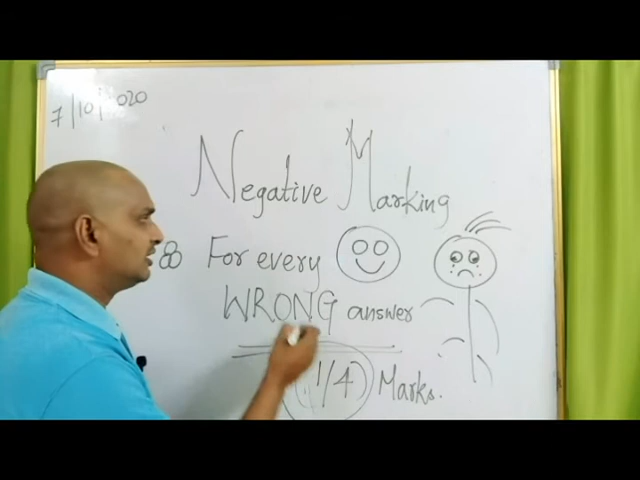 7/10/2020
Negative Marking
For every
WRONG answer
1/4 Marks.